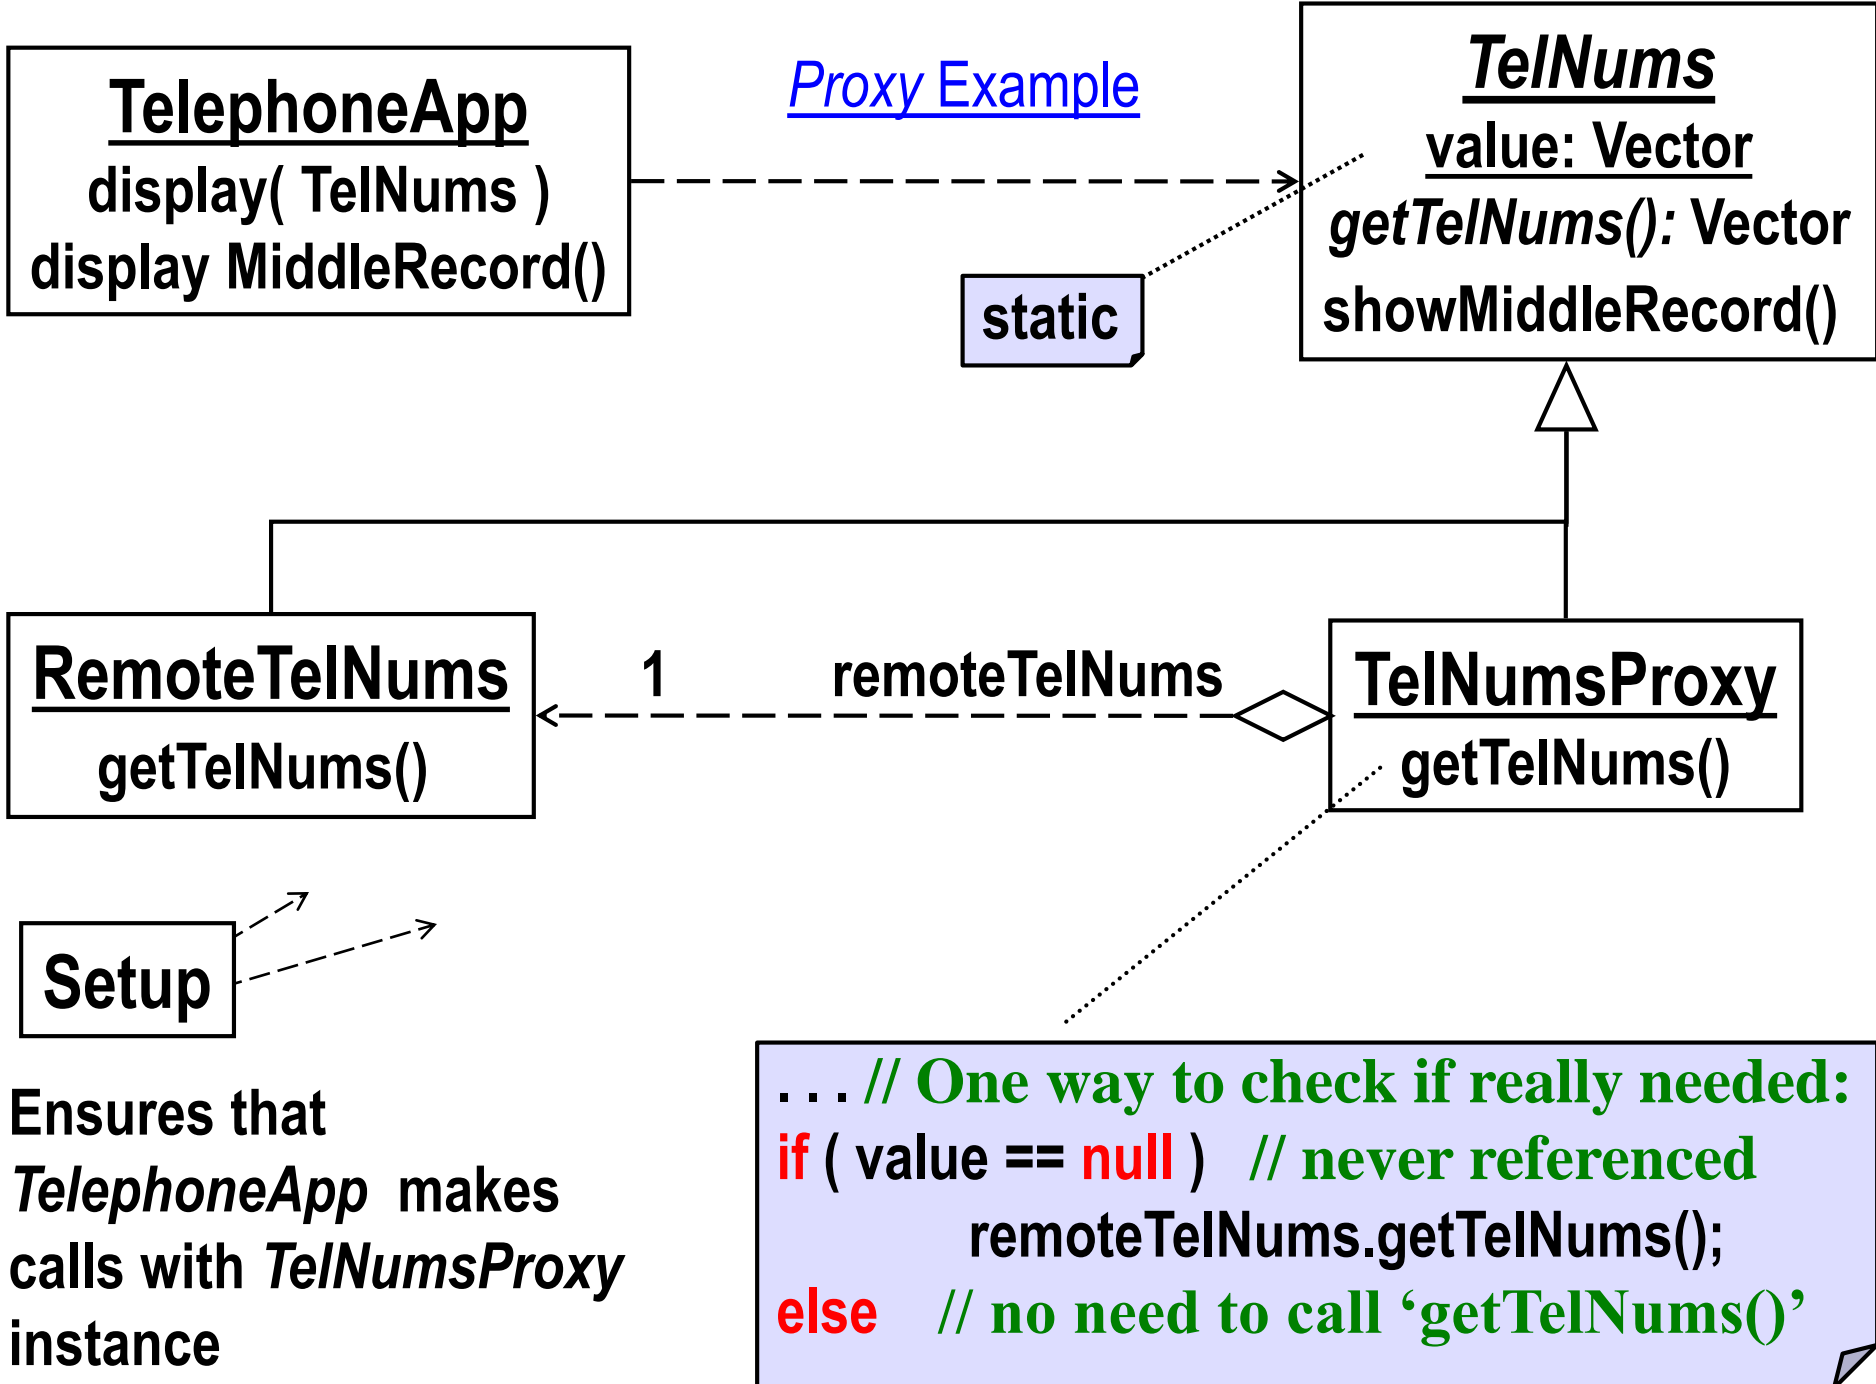 Proxy Example
TelephoneApp
display( TelNums )
display MiddleRecord()
TelNums
value: Vector
getTelNums(): Vector
showMiddleRecord()
static
RemoteTelNums
getTelNums()
1
remoteTelNums
TelNumsProxy
getTelNums()
Setup
Ensures that
TelephoneApp makes
calls with TelNumsProxy
instance
. . . // One way to check if really needed:
if ( value == null ) // never referenced
remoteTelNums.getTelNums();
else // no need to call ‘getTelNums()’